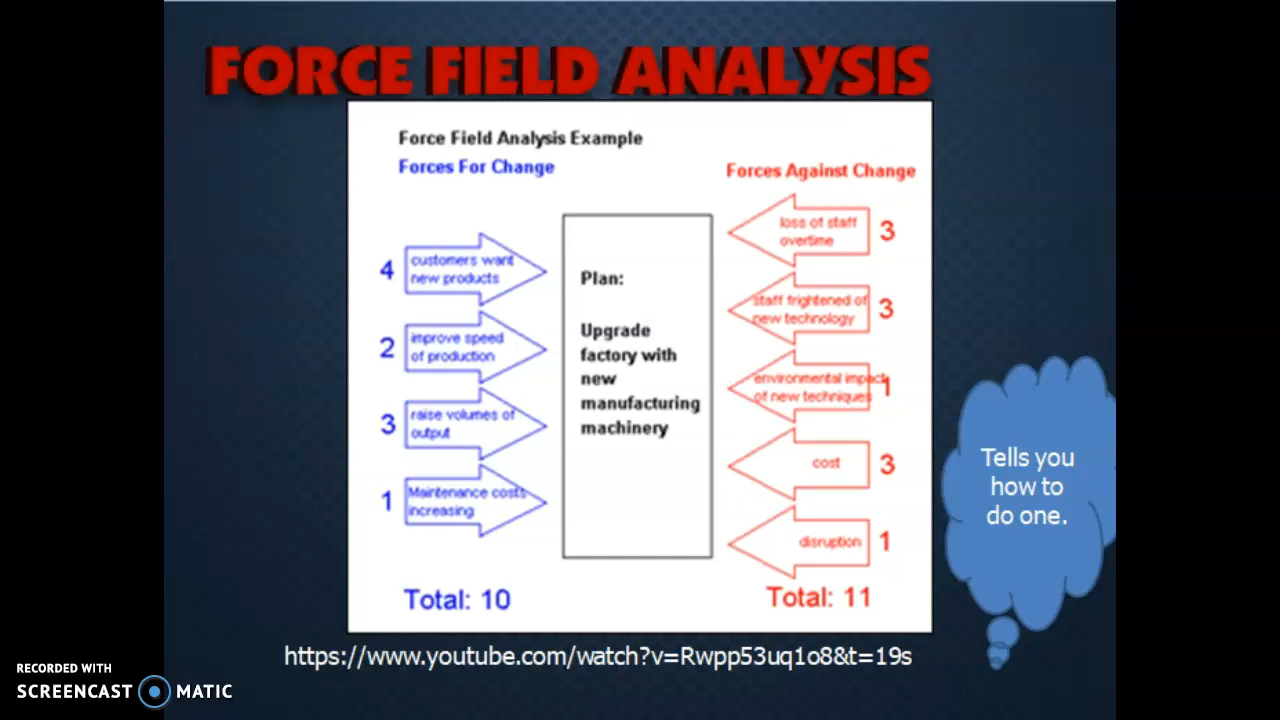 FORCE FIELD ANALYSIS
Force Field Analysis Example
Forces For Change
Forces Against Change
4
customers want
new products
2
improve speed
of production
3
raise volumes of
output
1
Maintenance costs
increasing
Total: 10
Plan:
Upgrade
factory with
new
manufacturing
machinery
loss of staff
overtime
3
staff frightened of
new technology
3
environmental impact
of new techniques
1
cost
3
disruption
1
Total: 11
Tells you
how to
do one.
https://www.youtube.com/watch?v=Rwpp53uq1o8&t=19s
RECORDED WITH
SCREENCAST MATIC